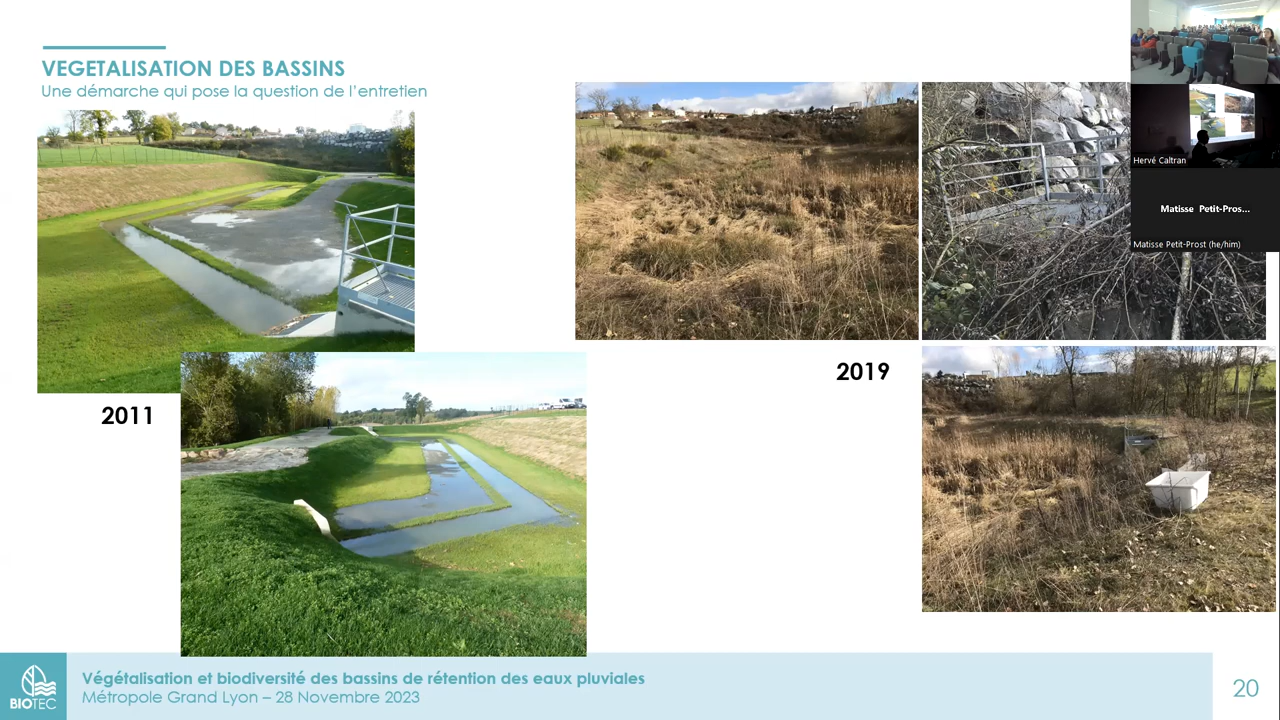 VEGETALISATION DES BASSINS
Une démarche qui pose la question de l'entretien
Hervé Caltran
Matisse Petit-Pros...
Matisse Petit-Prost (he/him)
2019
2011
Végétalisation et biodiversité des bassins de rétention des eaux pluviales
Métropole Grand Lyon – 28 Novembre 2023
BIOTEC
20